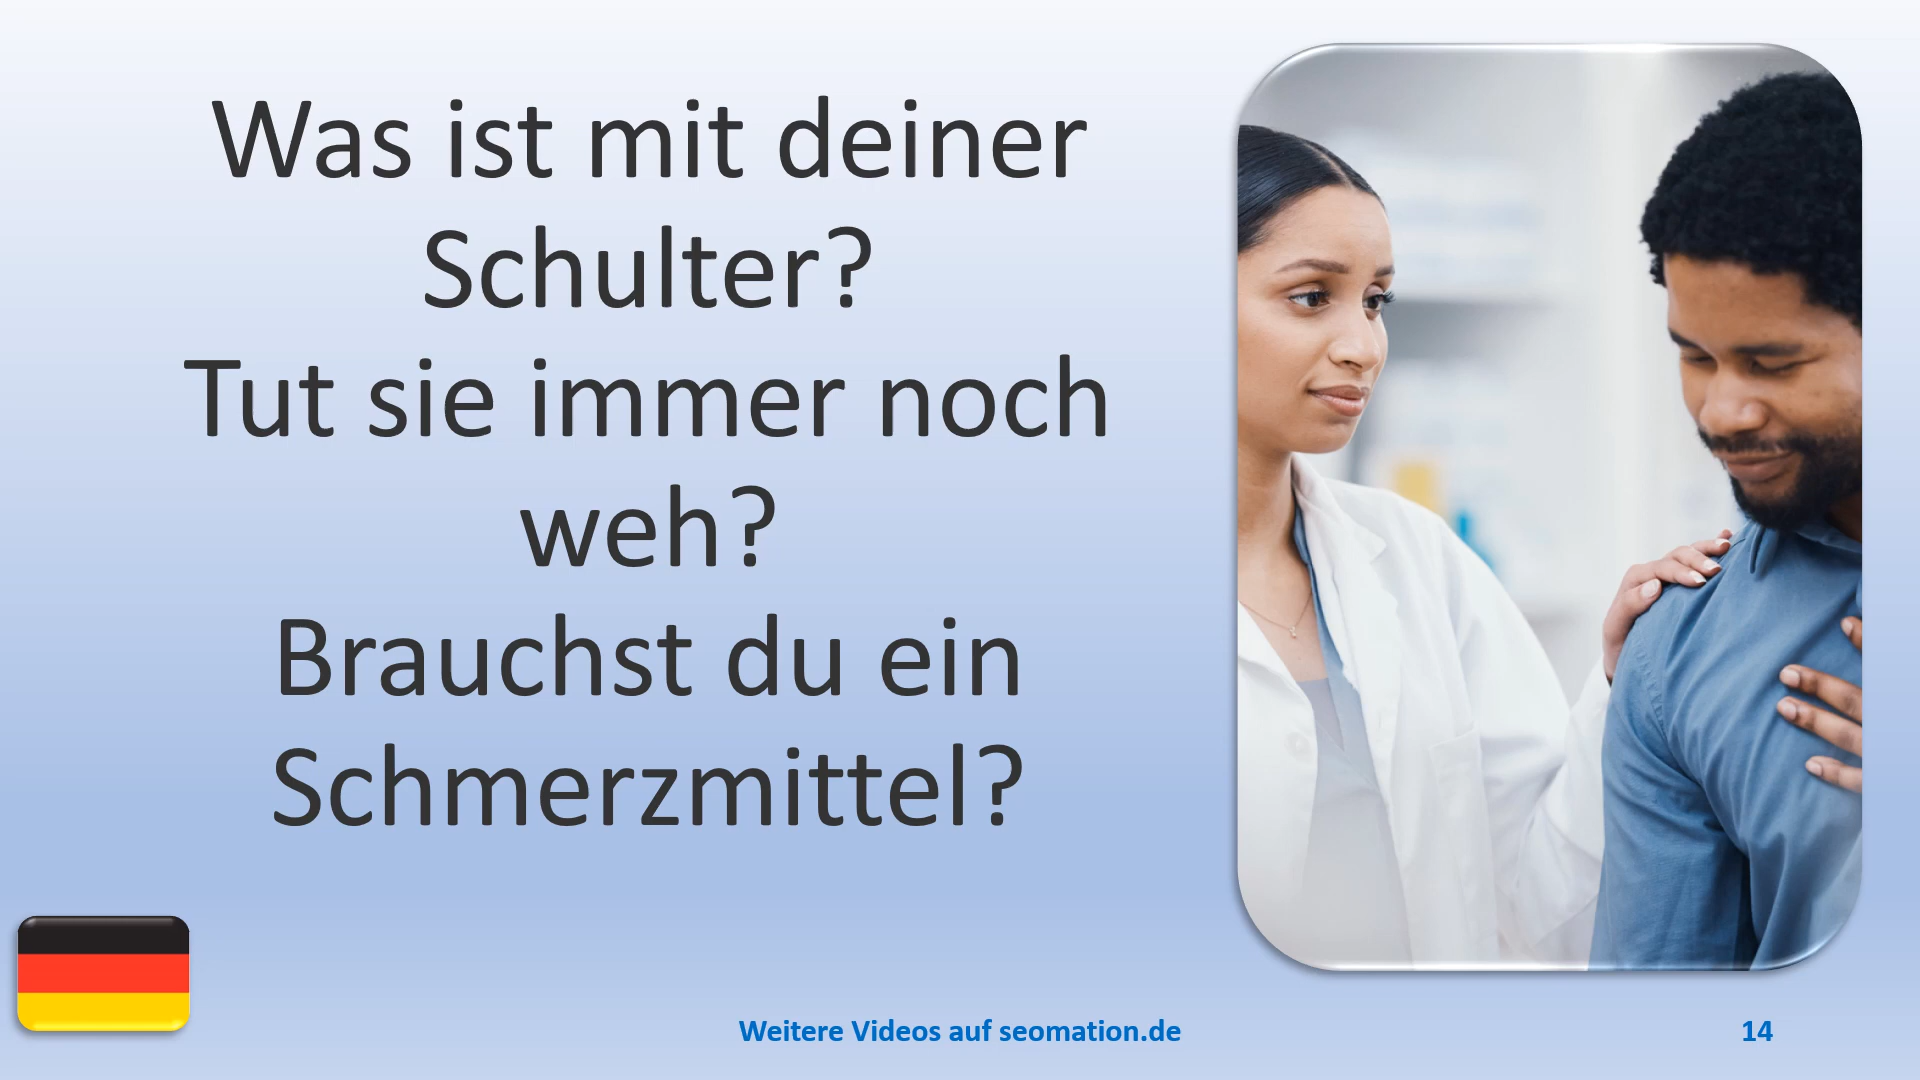 Was ist mit deiner
Schulter?
Tut sie immer noch
weh?
Brauchst du ein
Schmerzmittel?
Weitere Videos auf seomation.de
14